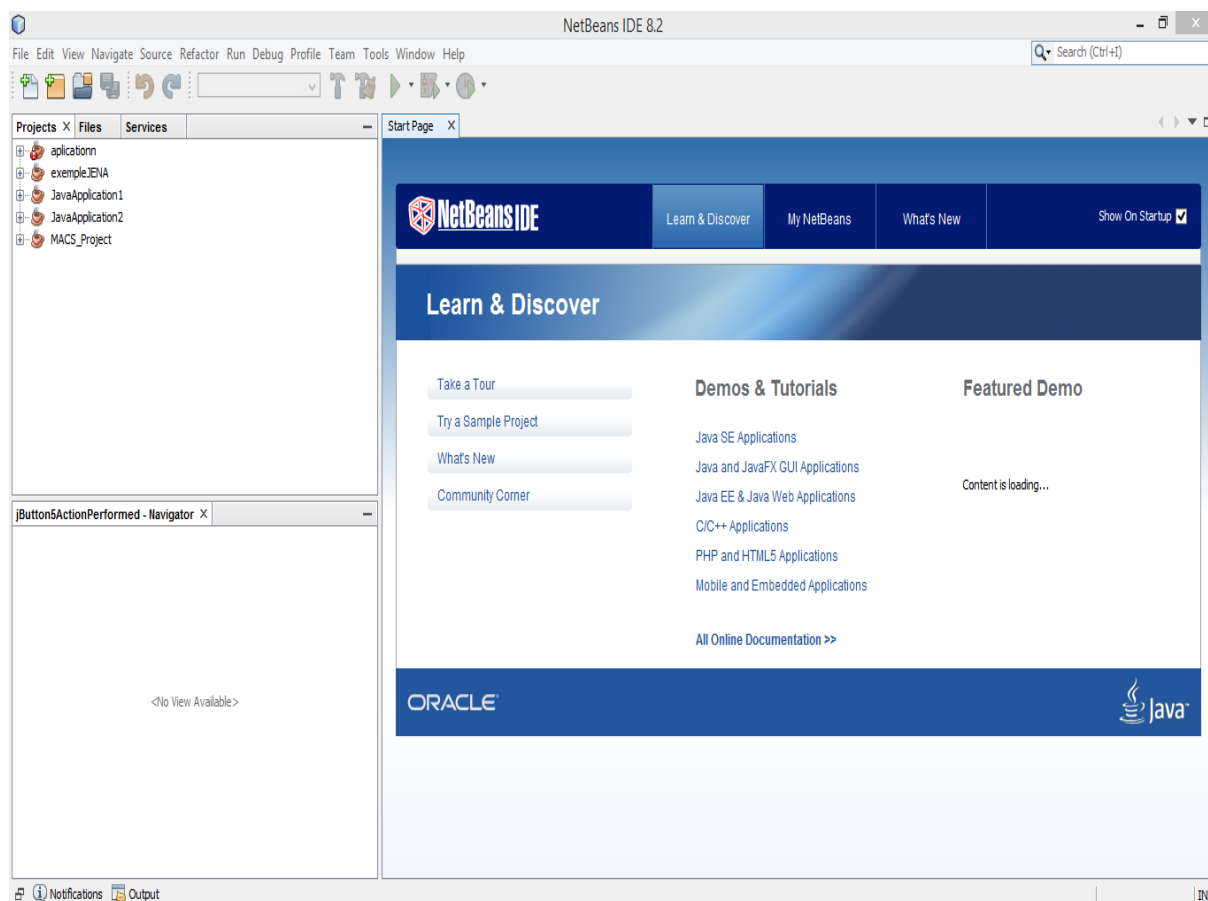 NetBeans IDE 8.2
File Edit View Navigate Source Refactor Run Debug Profile Team Tools Window Help
Search (Ctrl+I)
Projects Files Services
Start Page
aplicationn
exempleJENA
JavaApplication1
JavaApplication2
MACS_Project
NetBeans IDE
Learn & Discover
My NetBeans
What's New
Show On Startup
Learn & Discover
Take a Tour
Try a Sample Project
What's New
Community Corner
Demos & Tutorials
Java SE Applications
Java and JavaFX GUI Applications
Java EE & Java Web Applications
C/C++ Applications
PHP and HTML5 Applications
Mobile and Embedded Applications
All Online Documentation >>
Featured Demo
Content is loading...
jButton5ActionPerformed - Navigator
<No View Available>
ORACLE
Java
Notifications Output
IN